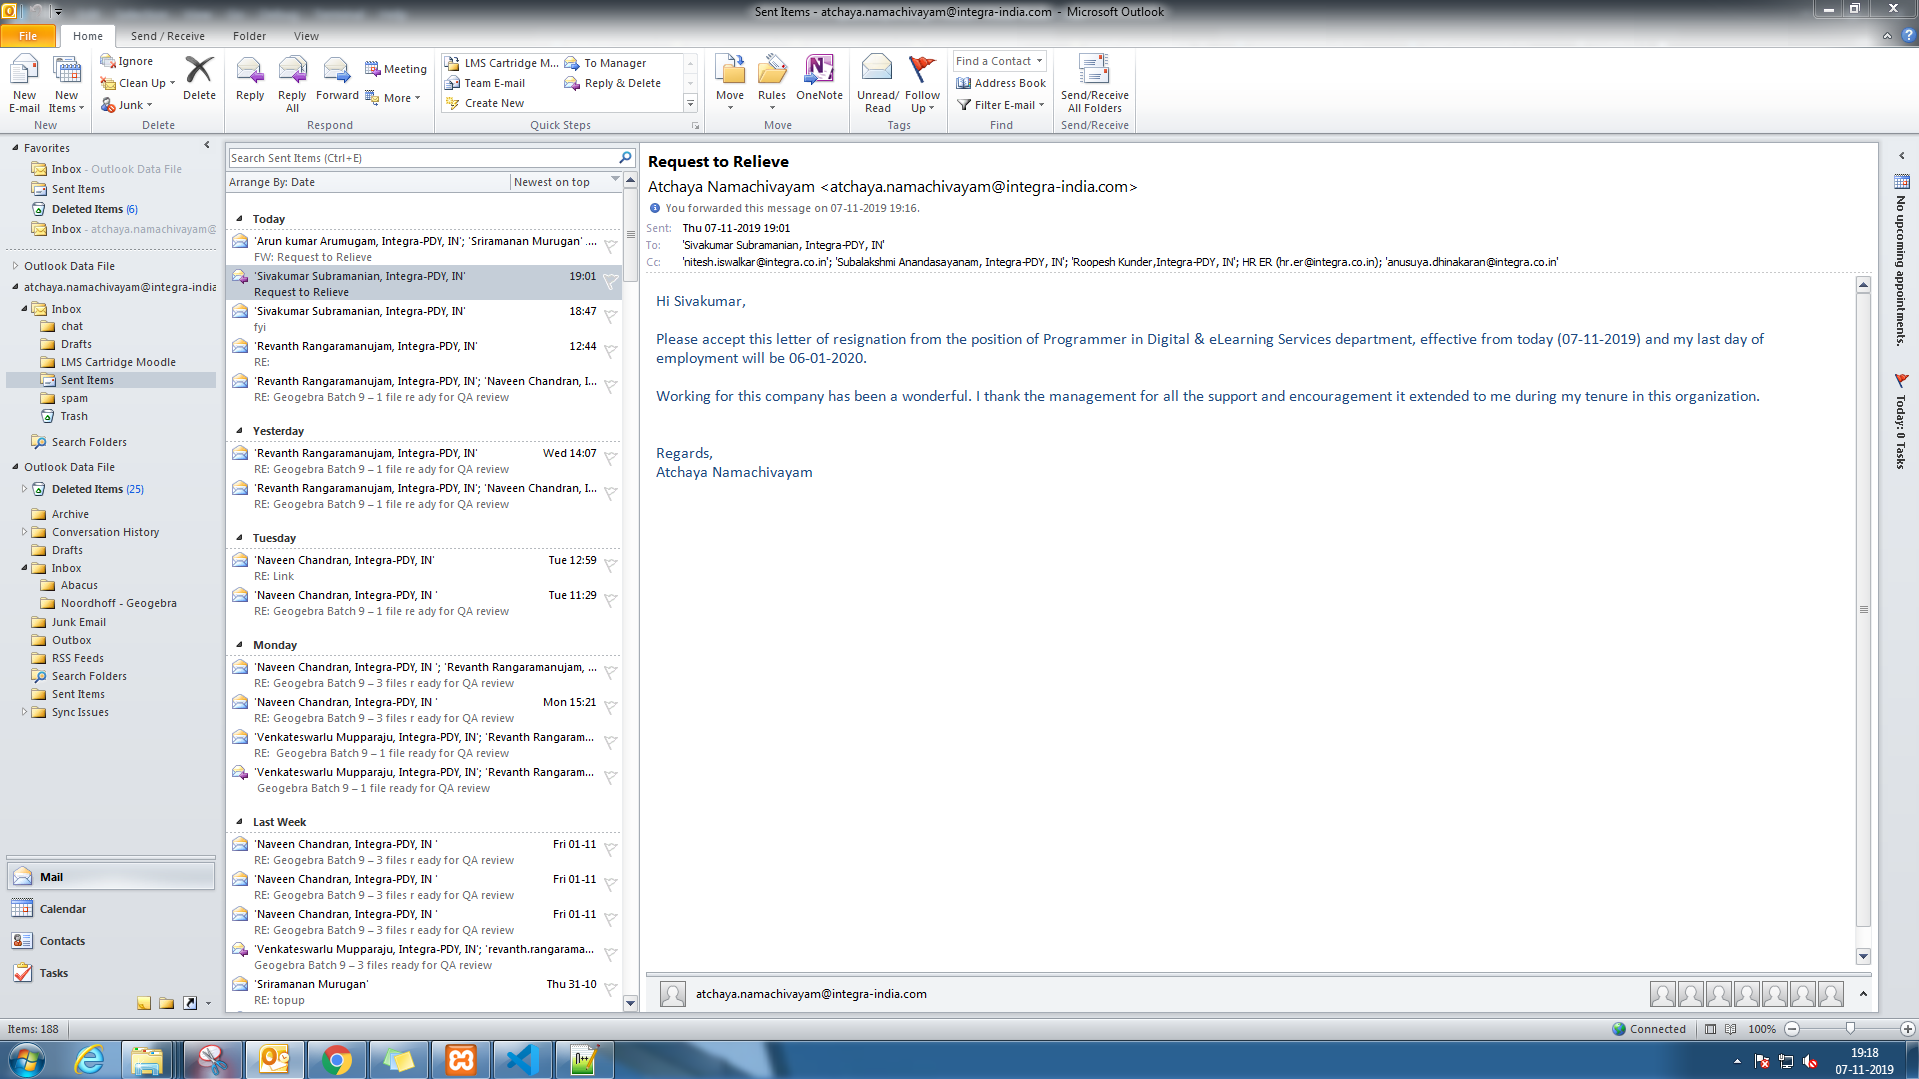 Sent Items - atchaya.namachivayam@integra-india.com - Microsoft Outlook
File
Home
Send / Receive
Folder
View
New E-mail
New Items
Ignore
Clean Up
Junk
Delete
Reply
Reply All
Forward
Meeting
More
LMS Cartridge M...
Team E-mail
Create New
To Manager
Reply & Delete
Move
Rules
OneNote
Unread/ Read
Follow Up
Find a Contact
Address Book
Filter E-mail
Send/Receive All Folders
New
Delete
Respond
Quick Steps
Move
Tags
Find
Send/Receive
Favorites
Inbox - Outlook Data File
Sent Items
Deleted Items (6)
Inbox - atchaya.namachivayam@
Outlook Data File
atchaya.namachivayam@integra-india
Inbox
chat
Drafts
LMS Cartridge Moodle
Sent Items
spam
Trash
Search Folders
Outlook Data File
Deleted Items (25)
Archive
Conversation History
Drafts
Inbox
Abacus
Noordhoff - Geogebra
Junk Email
Outbox
RSS Feeds
Search Folders
Sent Items
Sync Issues
Mail
Calendar
Contacts
Tasks
Search Sent Items (Ctrl+E)
Arrange By: Date
Newest on top
Today
'Arun kumar Arumugam, Integra-PDY, IN'; 'Sriramanan Murugan' ....
FW: Request to Relieve
'Sivakumar Subramanian, Integra-PDY, IN' 19:01
Request to Relieve
'Sivakumar Subramanian, Integra-PDY, IN' 18:47
fyi
'Revanth Rangaramanujam, Integra-PDY, IN' 12:44
RE:
'Revanth Rangaramanujam, Integra-PDY, IN'; 'Naveen Chandran, I...
RE: Geogebra Batch 9 – 1 file re ady for QA review
Yesterday
'Revanth Rangaramanujam, Integra-PDY, IN' Wed 14:07
RE: Geogebra Batch 9 – 1 file re ady for QA review
'Revanth Rangaramanujam, Integra-PDY, IN'; 'Naveen Chandran, I...
RE: Geogebra Batch 9 – 1 file re ady for QA review
Tuesday
'Naveen Chandran, Integra-PDY, IN' Tue 12:59
RE: Link
'Naveen Chandran, Integra-PDY, IN ' Tue 11:29
RE: Geogebra Batch 9 – 1 file re ady for QA review
Monday
'Naveen Chandran, Integra-PDY, IN '; 'Revanth Rangaramanujam, ...
RE: Geogebra Batch 9 – 3 files r eady for QA review
'Naveen Chandran, Integra-PDY, IN ' Mon 15:21
RE: Geogebra Batch 9 – 3 files r eady for QA review
'Venkateswarlu Mupparaju, Integra-PDY, IN'; 'Revanth Rangaram...
RE: Geogebra Batch 9 – 1 file ready for QA review
'Venkateswarlu Mupparaju, Integra-PDY, IN'; 'Revanth Rangaram...
Geogebra Batch 9 – 1 file ready for QA review
Last Week
'Naveen Chandran, Integra-PDY, IN ' Fri 01-11
RE: Geogebra Batch 9 – 3 files r eady for QA review
'Naveen Chandran, Integra-PDY, IN ' Fri 01-11
RE: Geogebra Batch 9 – 3 files r eady for QA review
'Naveen Chandran, Integra-PDY, IN ' Fri 01-11
RE: Geogebra Batch 9 – 3 files r eady for QA review
'Venkateswarlu Mupparaju, Integra-PDY, IN'; 'revanth.rangarama...
Geogebra Batch 9 – 3 files ready for QA review
'Sriramanan Murugan' Thu 31-10
RE: topup
Request to Relieve
Atchaya Namachivayam <atchaya.namachivayam@integra-india.com>
You forwarded this message on 07-11-2019 19:16.
Sent: Thu 07-11-2019 19:01
To: 'Sivakumar Subramanian, Integra-PDY, IN'
Cc: 'nitesh.iswalkar@integra.co.in'; 'Subalakshmi Anandasayanam, Integra-PDY, IN'; 'Roopesh Kunder,Integra-PDY, IN'; HR ER (hr.er@integra.co.in); 'anusuya.dhinakaran@integra.co.in'
Hi Sivakumar,
Please accept this letter of resignation from the position of Programmer in Digital & eLearning Services department, effective from today (07-11-2019) and my last day of
employment will be 06-01-2020.
Working for this company has been a wonderful. I thank the management for all the support and encouragement it extended to me during my tenure in this organization.
Regards,
Atchaya Namachivayam
atchaya.namachivayam@integra-india.com
No upcoming appointments.
Today: 0 Tasks
Items: 188
Connected
100%
19:18
07-11-2019